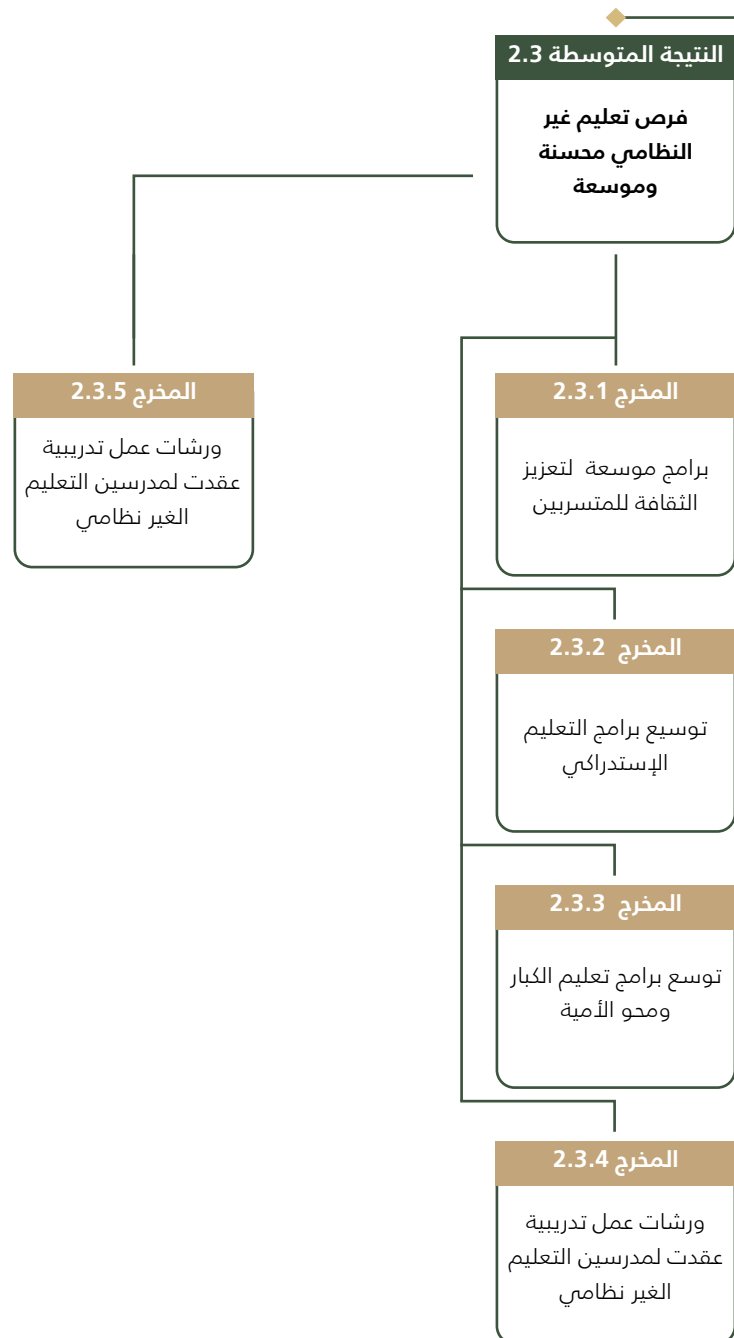 النتيجة المتوسطة 2.3
فرص تعليم غير
النظامي محسنة
وموسعة
المخرج 2.3.1
برامج موسعة لتعزيز
الثقافة للمتسربين
المخرج 2.3.2
توسيع برامج التعليم
الإستدراكي
المخرج 2.3.3
توسع برامج تعليم الكبار
ومحو الأمية
المخرج 2.3.4
ورشات عمل تدريبية
عقدت لمدرسين التعليم
الغير نظامي
المخرج 2.3.5
ورشات عمل تدريبية
عقدت لمدرسين التعليم
الغير نظامي